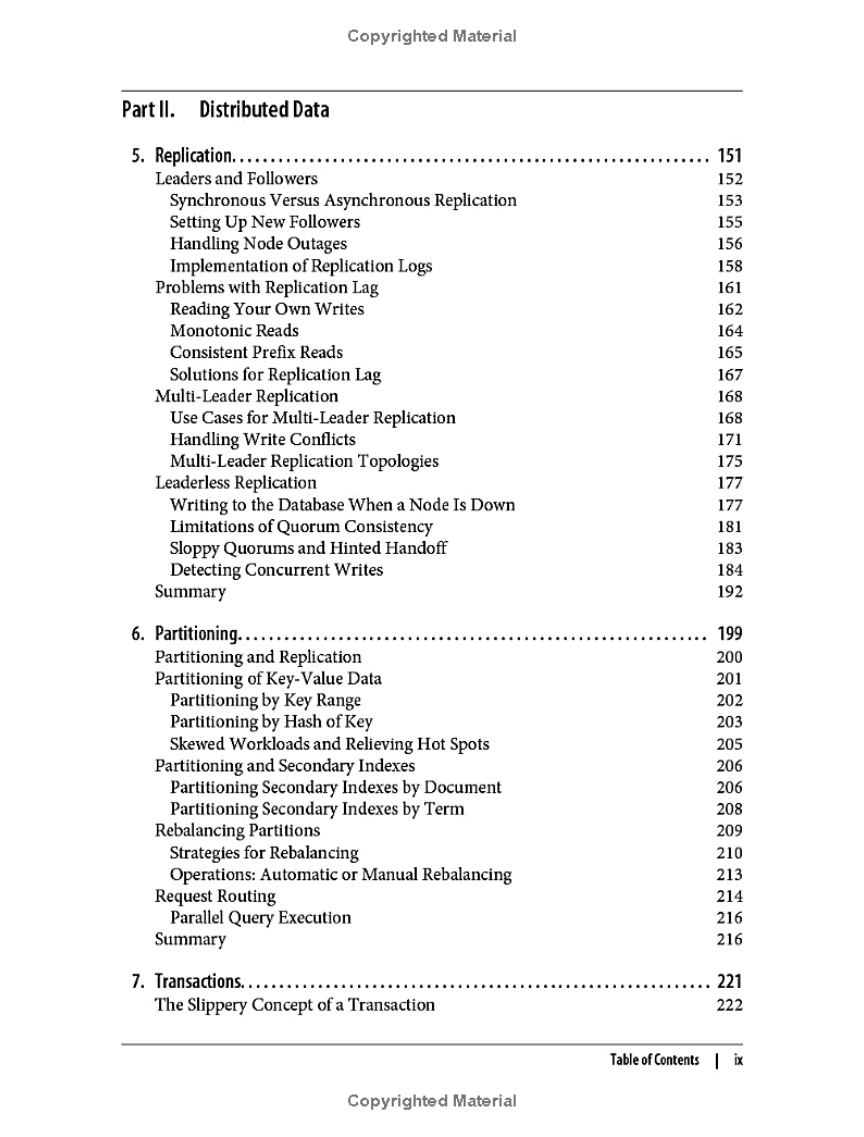 Copyrighted Material
Part II. Distributed Data
5. Replication. . . . . . . . . . . . . . . . . . . . . . . . . . . . . . . . . . . . . . . . . . . . . . . . . . . . . . . . . . . . . . 151
Leaders and Followers 152
Synchronous Versus Asynchronous Replication 153
Setting Up New Followers 155
Handling Node Outages 156
Implementation of Replication Logs 158
Problems with Replication Lag 161
Reading Your Own Writes 162
Monotonic Reads 164
Consistent Prefix Reads 165
Solutions for Replication Lag 167
Multi-Leader Replication 168
Use Cases for Multi-Leader Replication 168
Handling Write Conflicts 171
Multi-Leader Replication Topologies 175
Leaderless Replication 177
Writing to the Database When a Node Is Down 177
Limitations of Quorum Consistency 181
Sloppy Quorums and Hinted Handoff 183
Detecting Concurrent Writes 184
Summary 192
6. Partitioning. . . . . . . . . . . . . . . . . . . . . . . . . . . . . . . . . . . . . . . . . . . . . . . . . . . . . . . . . . . . . 199
Partitioning and Replication 200
Partitioning of Key-Value Data 201
Partitioning by Key Range 202
Partitioning by Hash of Key 203
Skewed Workloads and Relieving Hot Spots 205
Partitioning and Secondary Indexes 206
Partitioning Secondary Indexes by Document 206
Partitioning Secondary Indexes by Term 208
Rebalancing Partitions 209
Strategies for Rebalancing 210
Operations: Automatic or Manual Rebalancing 213
Request Routing 214
Parallel Query Execution 216
Summary 216
7. Transactions. . . . . . . . . . . . . . . . . . . . . . . . . . . . . . . . . . . . . . . . . . . . . . . . . . . . . . . . . . . . . 221
The Slippery Concept of a Transaction 222
Table of Contents | ix
Copyrighted Material